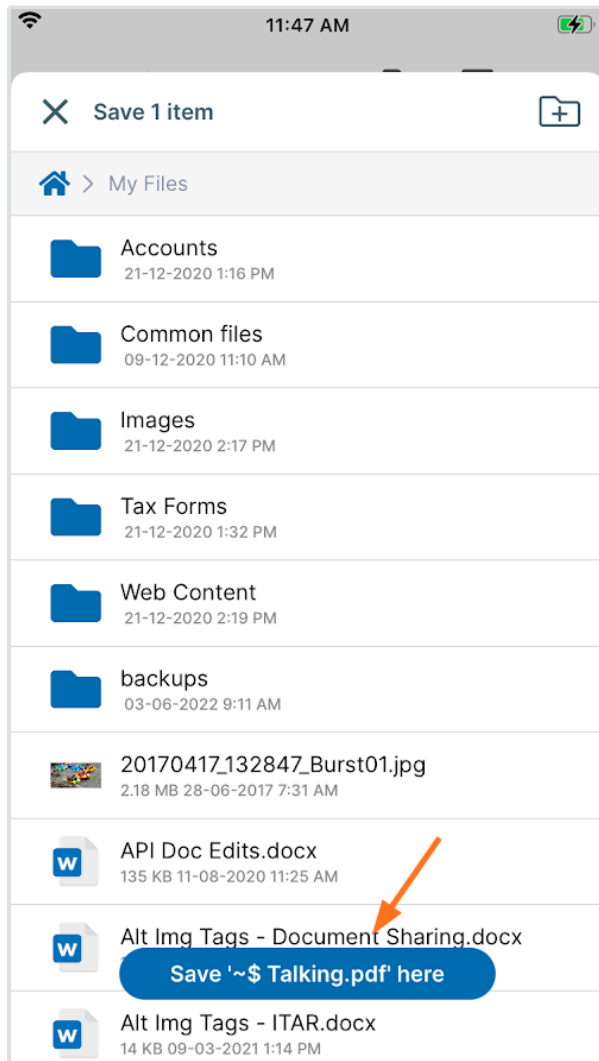 11:47 AM
Save 1 item
My Files
Accounts
21-12-2020 1:16 PM
Common files
09-12-2020 11:10 AM
Images
21-12-2020 2:17 PM
Tax Forms
21-12-2020 1:32 PM
Web Content
21-12-2020 2:19 PM
backups
03-06-2022 9:11 AM
20170417_132847_Burst01.jpg
2.18 MB 28-06-2017 7:31 AM
API Doc Edits.docx
135 KB 11-08-2020 11:25 AM
Alt Img Tags - Document Sharing.docx
Save '~$ Talking.pdf' here
Alt Img Tags - ITAR.docx
14 KB 09-03-2021 1:14 PM